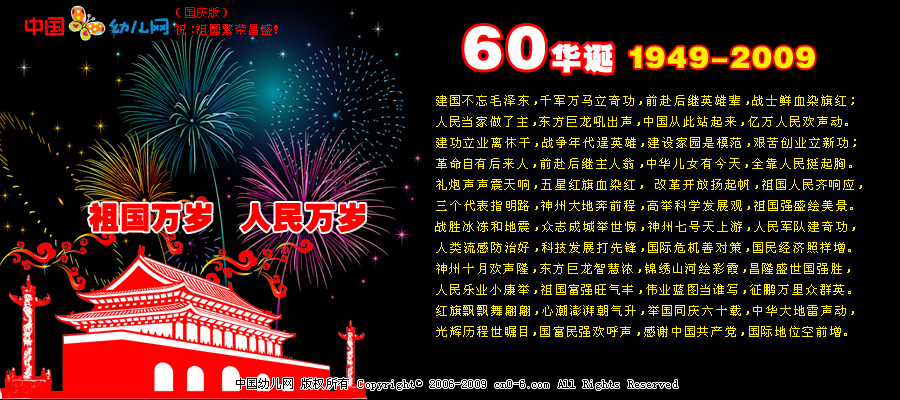 中国幼儿网
(国庆版)
祝:祖国繁荣昌盛!
60华诞 1949-2009
建国不忘毛泽东,千军万马立奇功,前赴后继英雄辈,战士鲜血染旗红;
人民当家做了主,东方巨龙吼出声,中国从此站起来,亿万人民欢声动。
建功立业离休干,战争年代逞英雄,建设家园是模范,艰苦创业立新功;
革命自有后来人,前赴后继主人翁,中华儿女有今天,全靠人民挺起胸。
礼炮声声震天响,五星红旗血染红, 改革开放扬起帆,祖国人民齐响应,
三个代表指明路,神州大地奔前程,高举科学发展观,祖国强盛绘美景。
战胜冰冻和地震,众志成城举世惊,神州七号天上游,人民军队建奇功,
人类流感防治好,科技发展打先锋,国际危机善对策,国民经济照样增。
神州十月欢声隆,东方巨龙智慧浓,锦绣山河绘彩霞,昌隆盛世国强胜,
人民乐业小康举,祖国富强旺气丰,伟业蓝图当谁写,征鹏万里众群英。
红旗飘飘舞翩翩,心潮澎湃朝气升,举国同庆六十载,中华大地雷声动,
光辉历程世瞩目,国富民强欢呼声,感谢中国共产党,国际地位空前增。
祖国万岁 人民万岁
中国幼儿网 版权所有 Copyright© 2006-2009 cn0-6.com All Rights Reserved